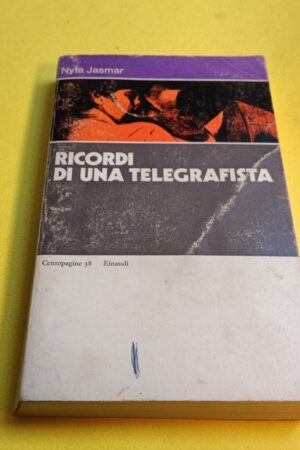 Nyta Jasmar
RICORDI
DI UNA TELEGRAFISTA
Centopagine 38 Einaudi